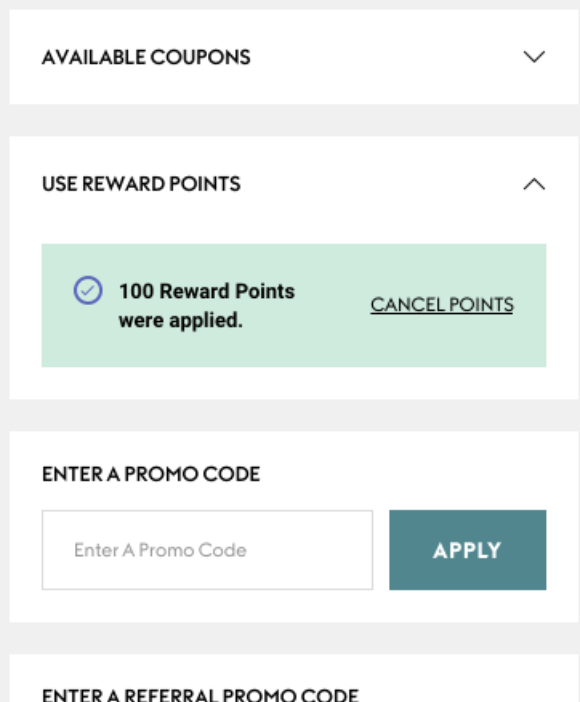 AVAILABLE COUPONS
USE REWARD POINTS
100 Reward Points
were applied.
CANCEL POINTS
ENTER A PROMO CODE
Enter A Promo Code
APPLY
ENTER A REFERRAL PROMO CODE